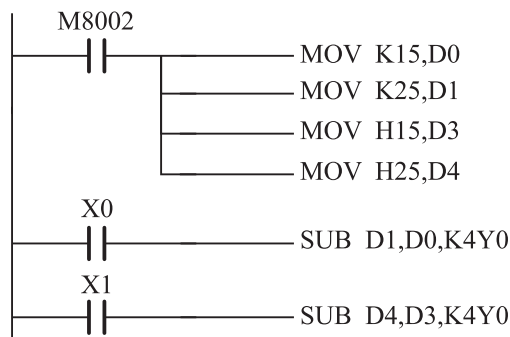 M8002
MOV K15,D0
MOV K25,D1
MOV H15,D3
MOV H25,D4
X0
SUB D1,D0,K4Y0
X1
SUB D4,D3,K4Y0